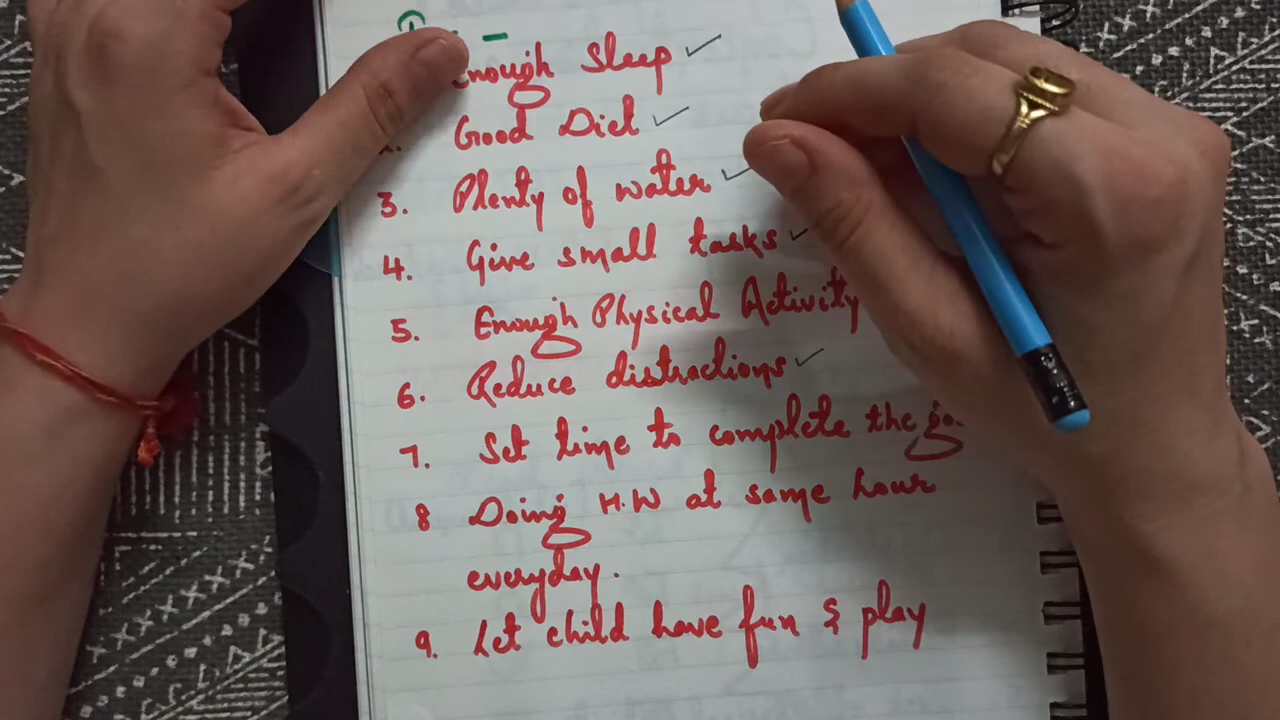 Enough Sleep
Good Diet
3. Plenty of water
4. Give small tasks
5. Enough Physical Activity
6. Reduce distractions
7. Set time to complete the
8 Doing H.W at same hour
everyday.
9. Let child have fun & play